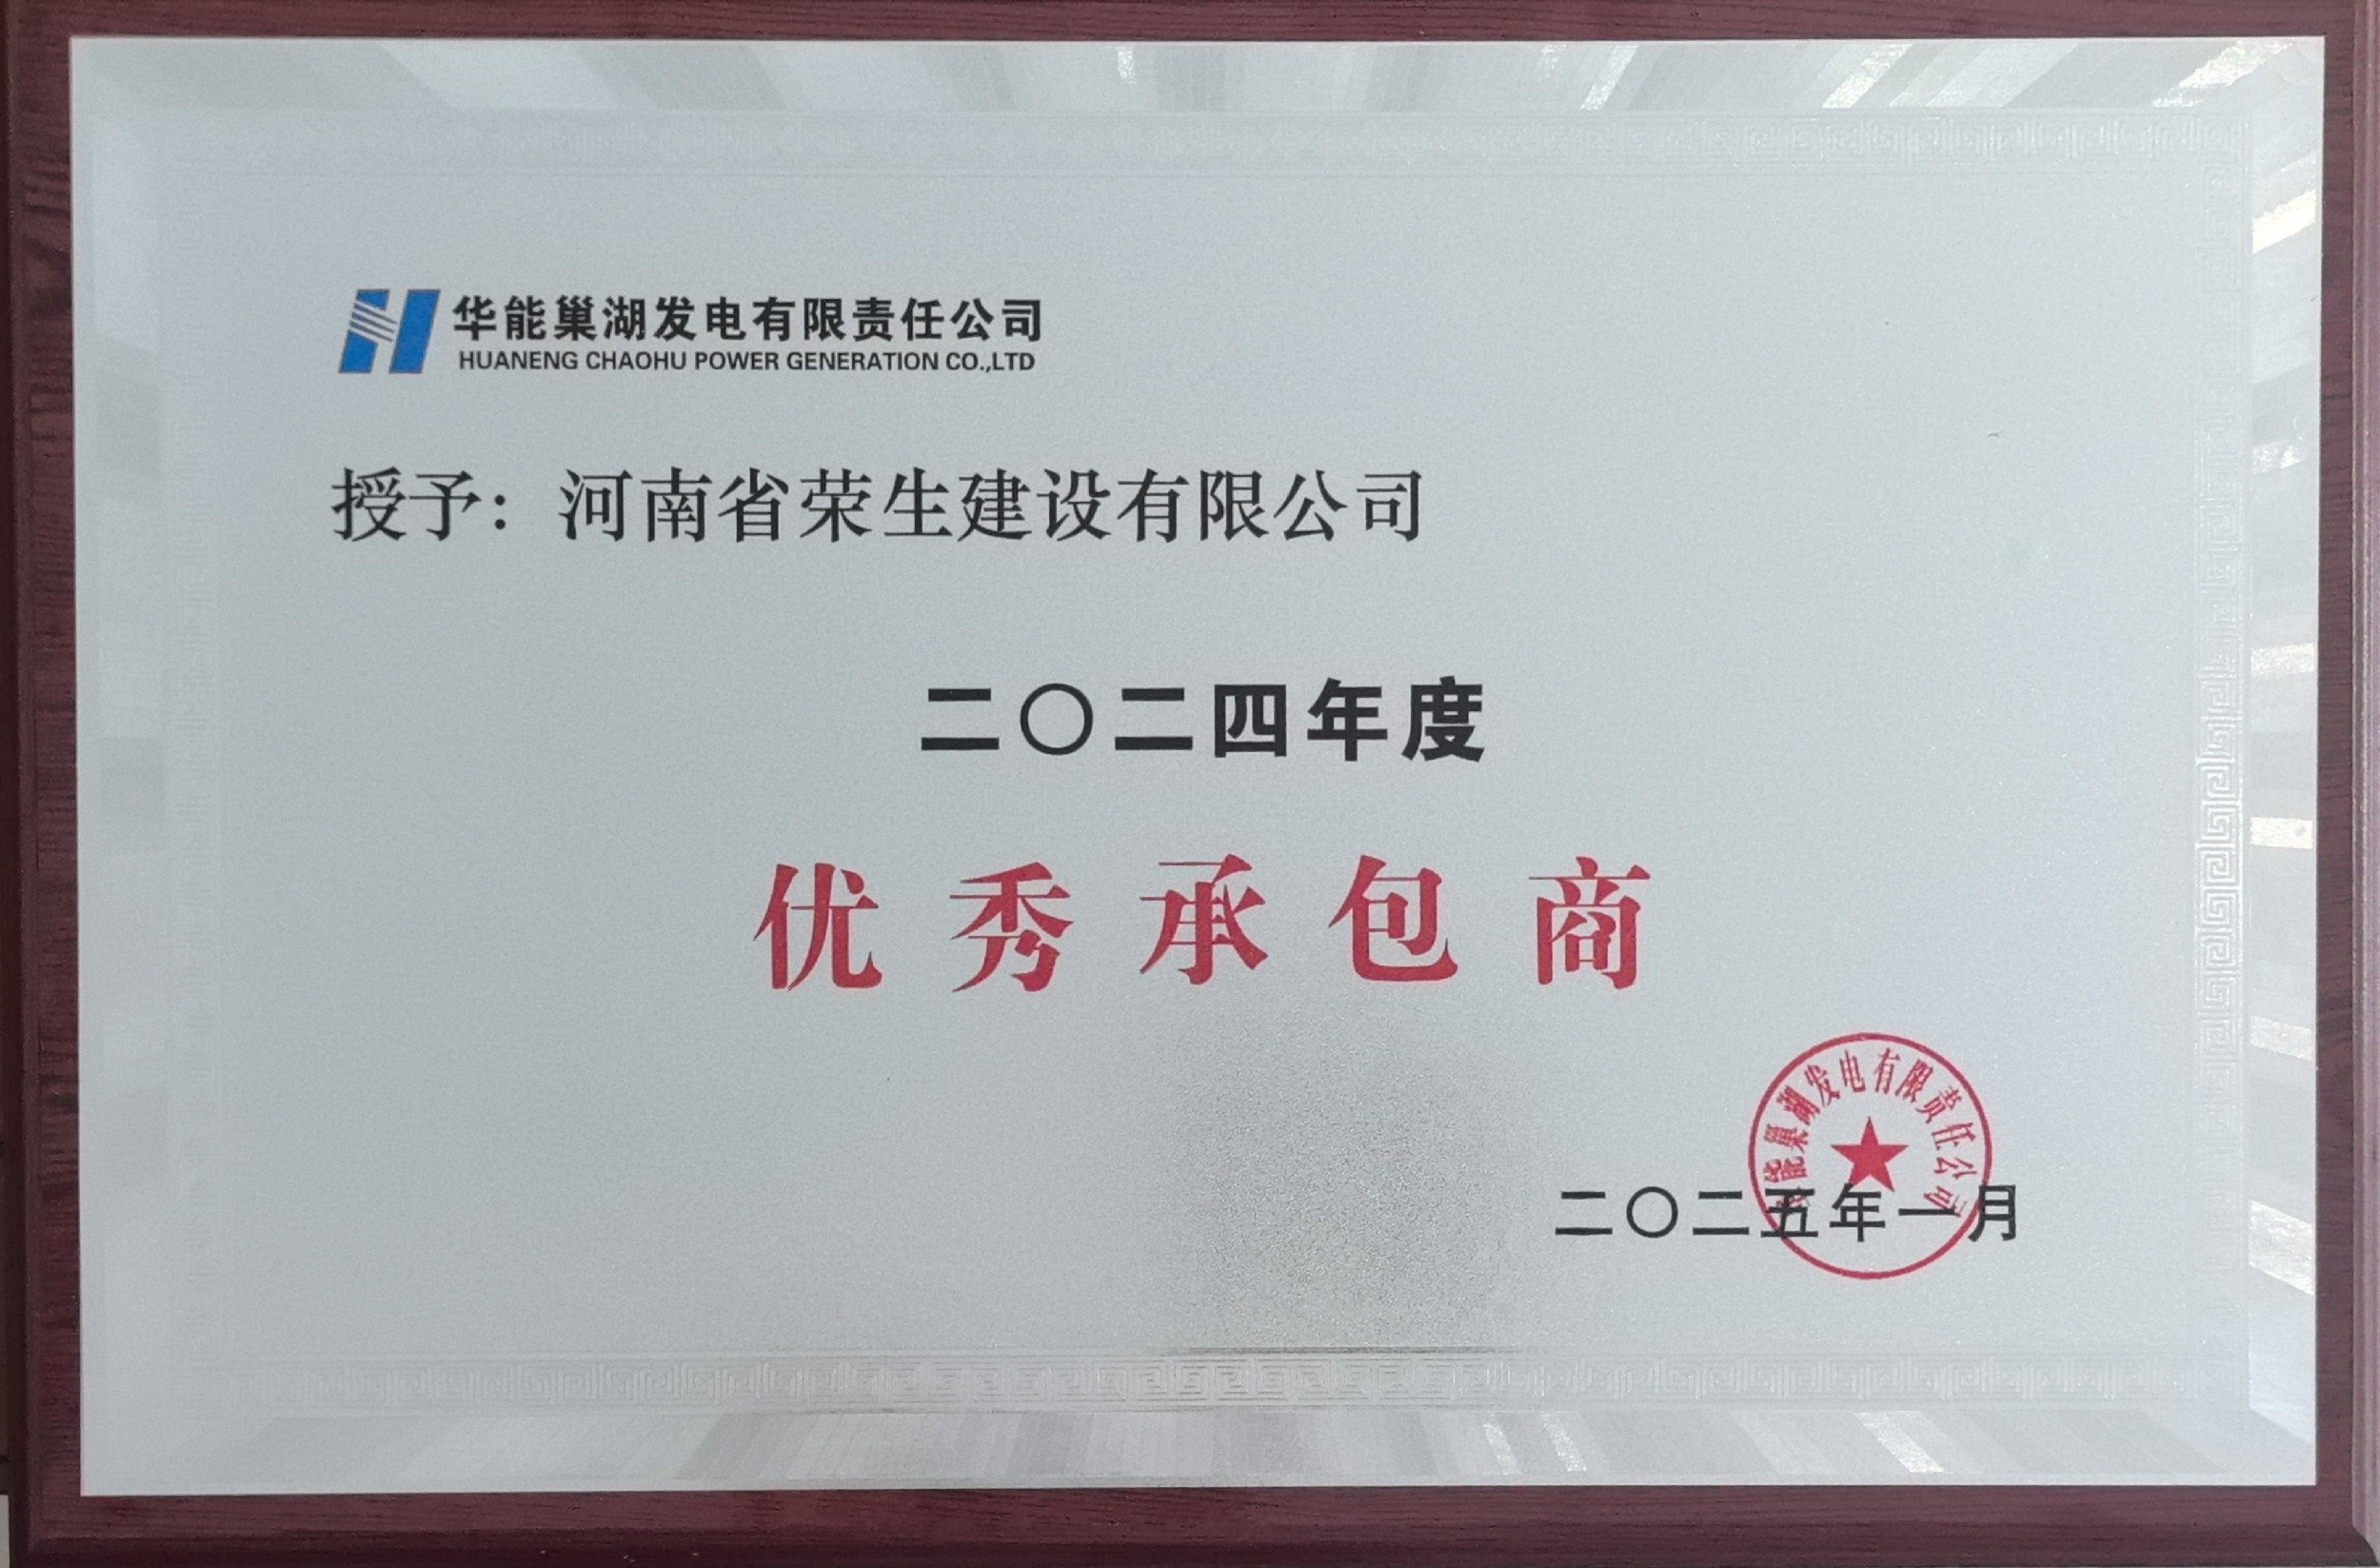 华能巢湖发电有限责任公司
HUANENG CHAOHU POWER GENERATION CO.,LTD
授予：河南省荣生建设有限公司
二〇二四年度
优秀承包商
华能巢湖发电有限责任公司
二〇二五年一月